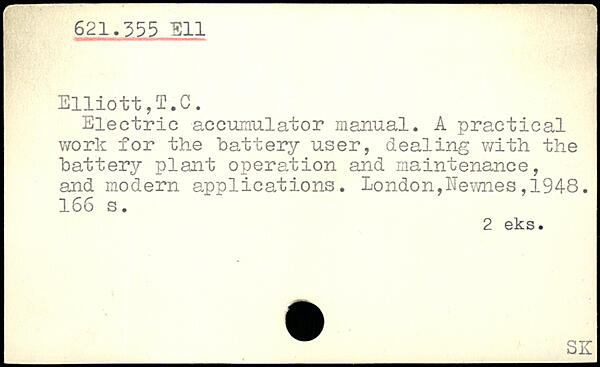 621.355 Ell
Elliott,T.C.
Electric accumulator manual. A practical
work for the battery user, dealing with the
battery plant operation and maintenance,
and modern applications. London,Newnes,1948.
166 s.
2 eks.
SK